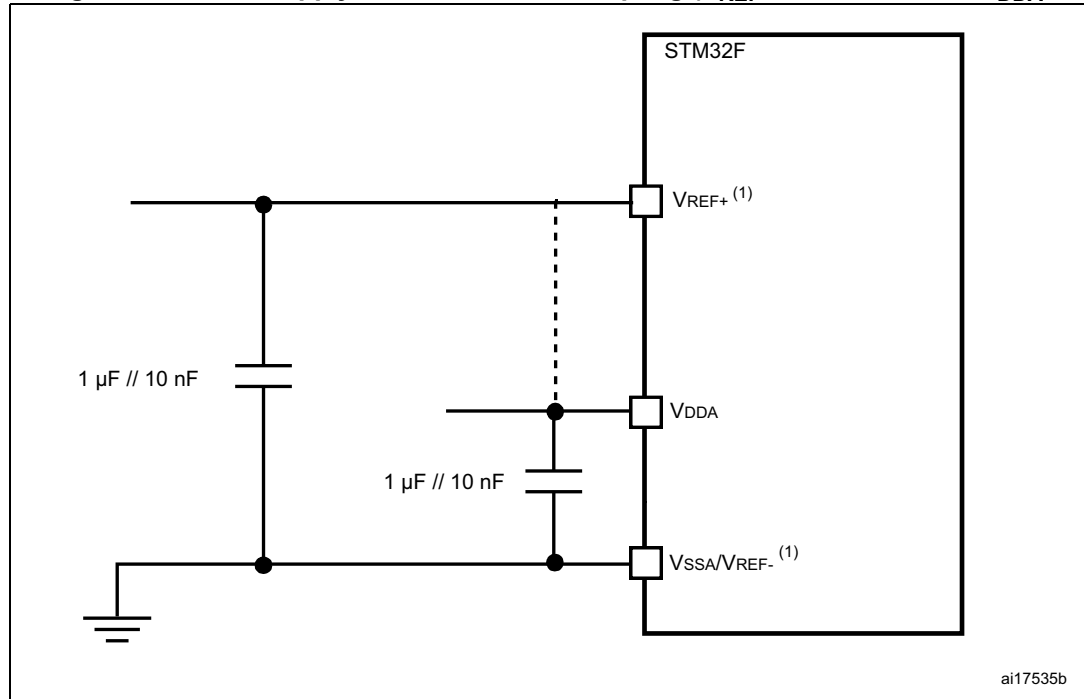 STM32F
VREF+ (1)
1 µF // 10 nF
VDDA
1 µF // 10 nF
VSSA/VREF- (1)
ai17535b